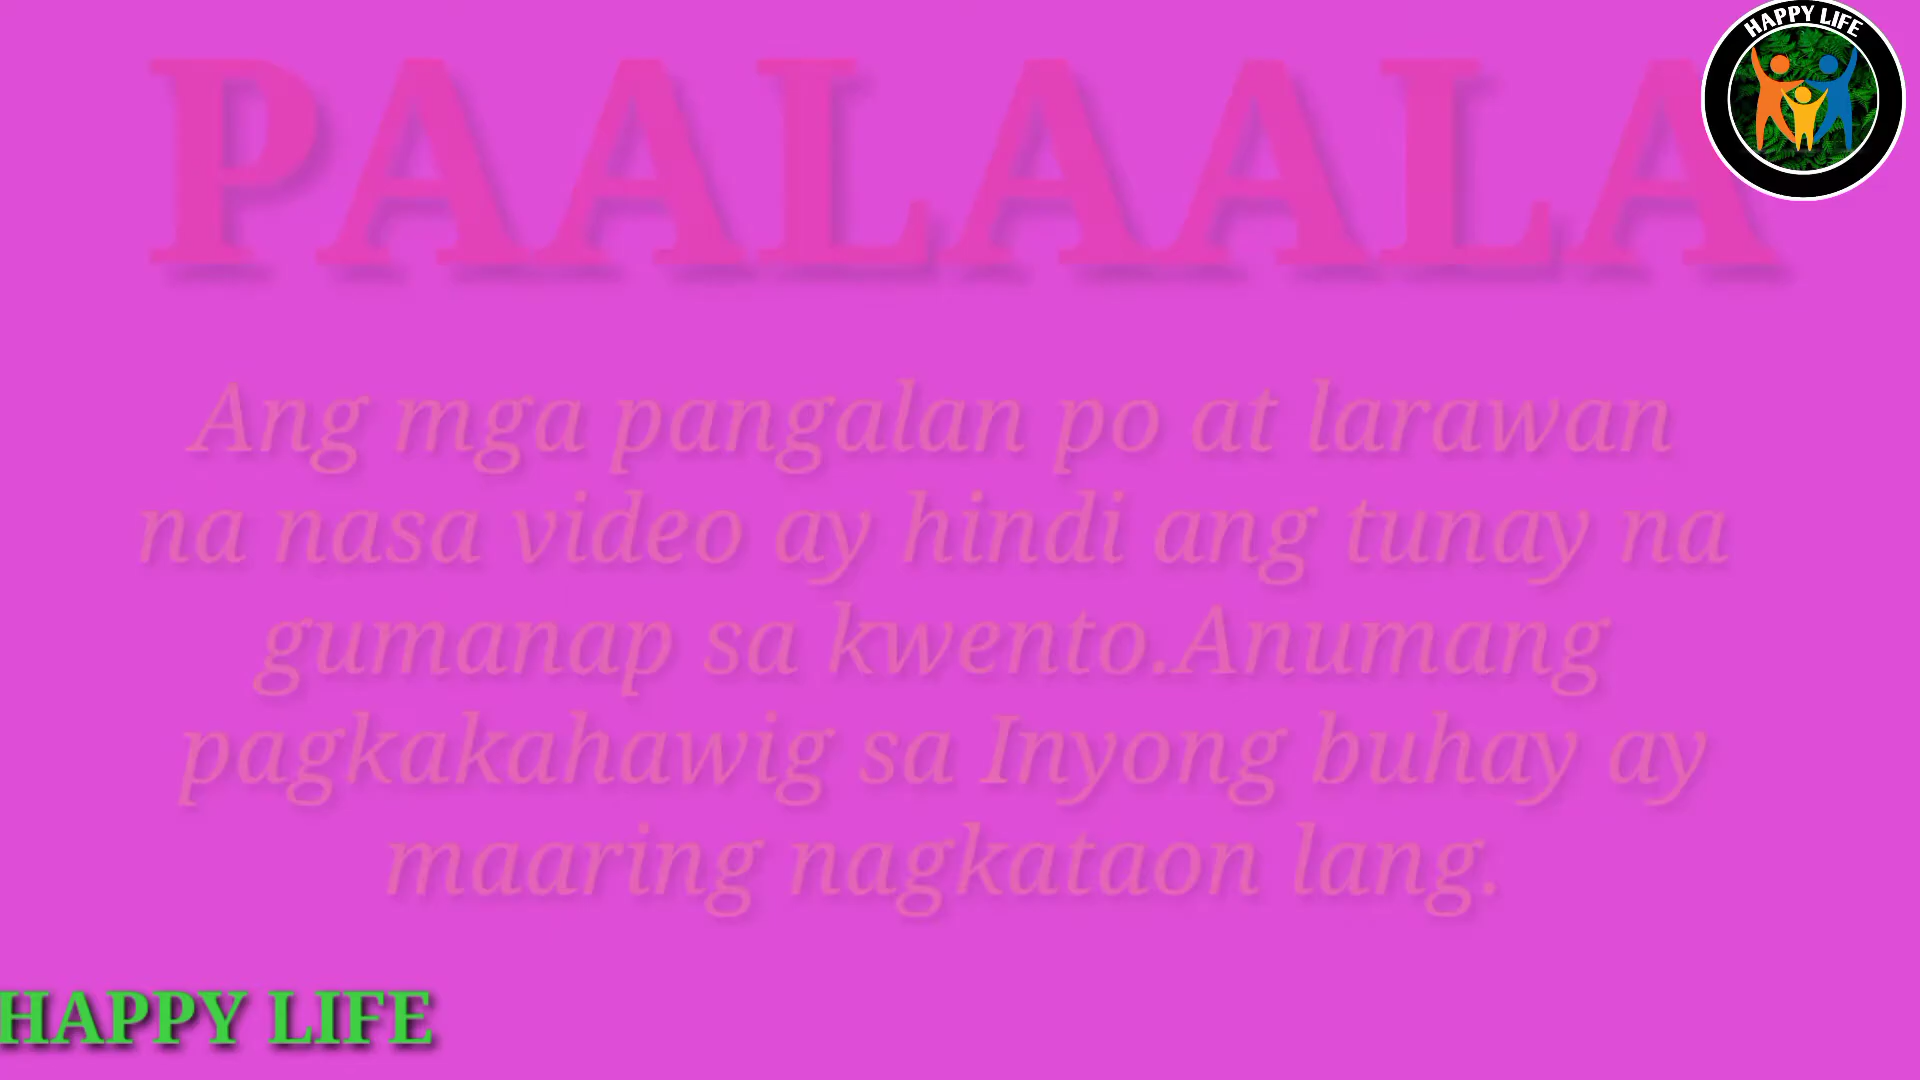 HAPPY LIFE
PAALAALA
Ang mga pangalan po at larawan
na nasa video ay hindi ang tunay na
gumanap sa kwento.Anumang
pagkakahawig sa Inyong buhay ay
maaring nagkataon lang.
HAPPY LIFE